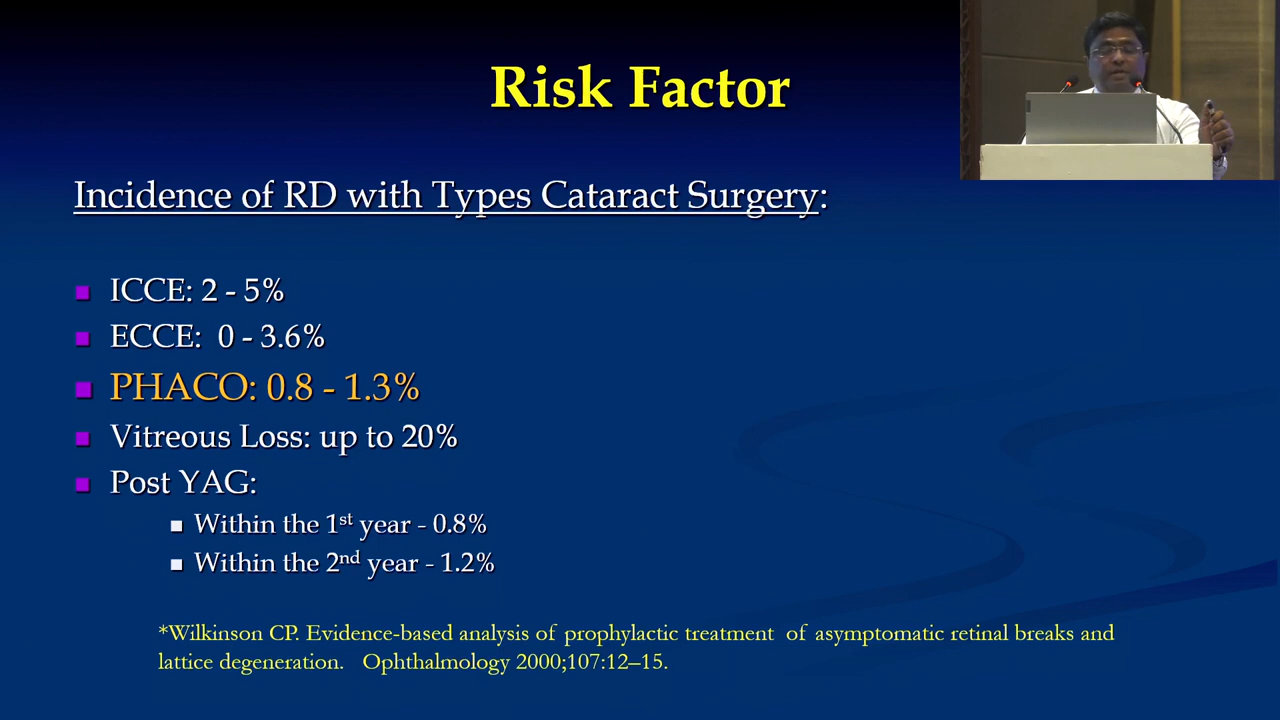 Risk Factor
Incidence of RD with Types Cataract Surgery:
ICCE: 2 - 5%
ECCE: 0 - 3.6%
PHACO: 0.8 - 1.3%
Vitreous Loss: up to 20%
Post YAG:
Within the 1st year - 0.8%
Within the 2nd year - 1.2%
*Wilkinson CP. Evidence-based analysis of prophylactic treatment of asymptomatic retinal breaks and
lattice degeneration. Ophthalmology 2000;107:12–15.